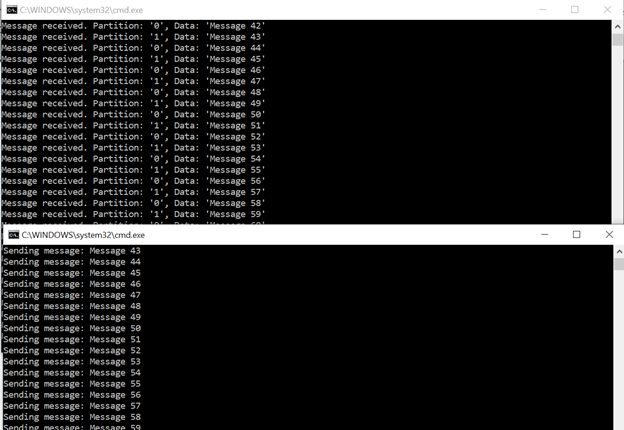 C:\WINDOWS\system32\cmd.exe
Message received. Partition: '0', Data: 'Message 42'
Message received. Partition: '1', Data: 'Message 43'
Message received. Partition: '0', Data: 'Message 44'
Message received. Partition: '1', Data: 'Message 45'
Message received. Partition: '0', Data: 'Message 46'
Message received. Partition: '1', Data: 'Message 47'
Message received. Partition: '0', Data: 'Message 48'
Message received. Partition: '1', Data: 'Message 49'
Message received. Partition: '0', Data: 'Message 50'
Message received. Partition: '1', Data: 'Message 51'
Message received. Partition: '0', Data: 'Message 52'
Message received. Partition: '1', Data: 'Message 53'
Message received. Partition: '0', Data: 'Message 54'
Message received. Partition: '1', Data: 'Message 55'
Message received. Partition: '0', Data: 'Message 56'
Message received. Partition: '1', Data: 'Message 57'
Message received. Partition: '0', Data: 'Message 58'
Message received. Partition: '1', Data: 'Message 59'
C:\WINDOWS\system32\cmd.exe
Sending message: Message 43
Sending message: Message 44
Sending message: Message 45
Sending message: Message 46
Sending message: Message 47
Sending message: Message 48
Sending message: Message 49
Sending message: Message 50
Sending message: Message 51
Sending message: Message 52
Sending message: Message 53
Sending message: Message 54
Sending message: Message 55
Sending message: Message 56
Sending message: Message 57
Sending message: Message 58
Sending message: Message 59